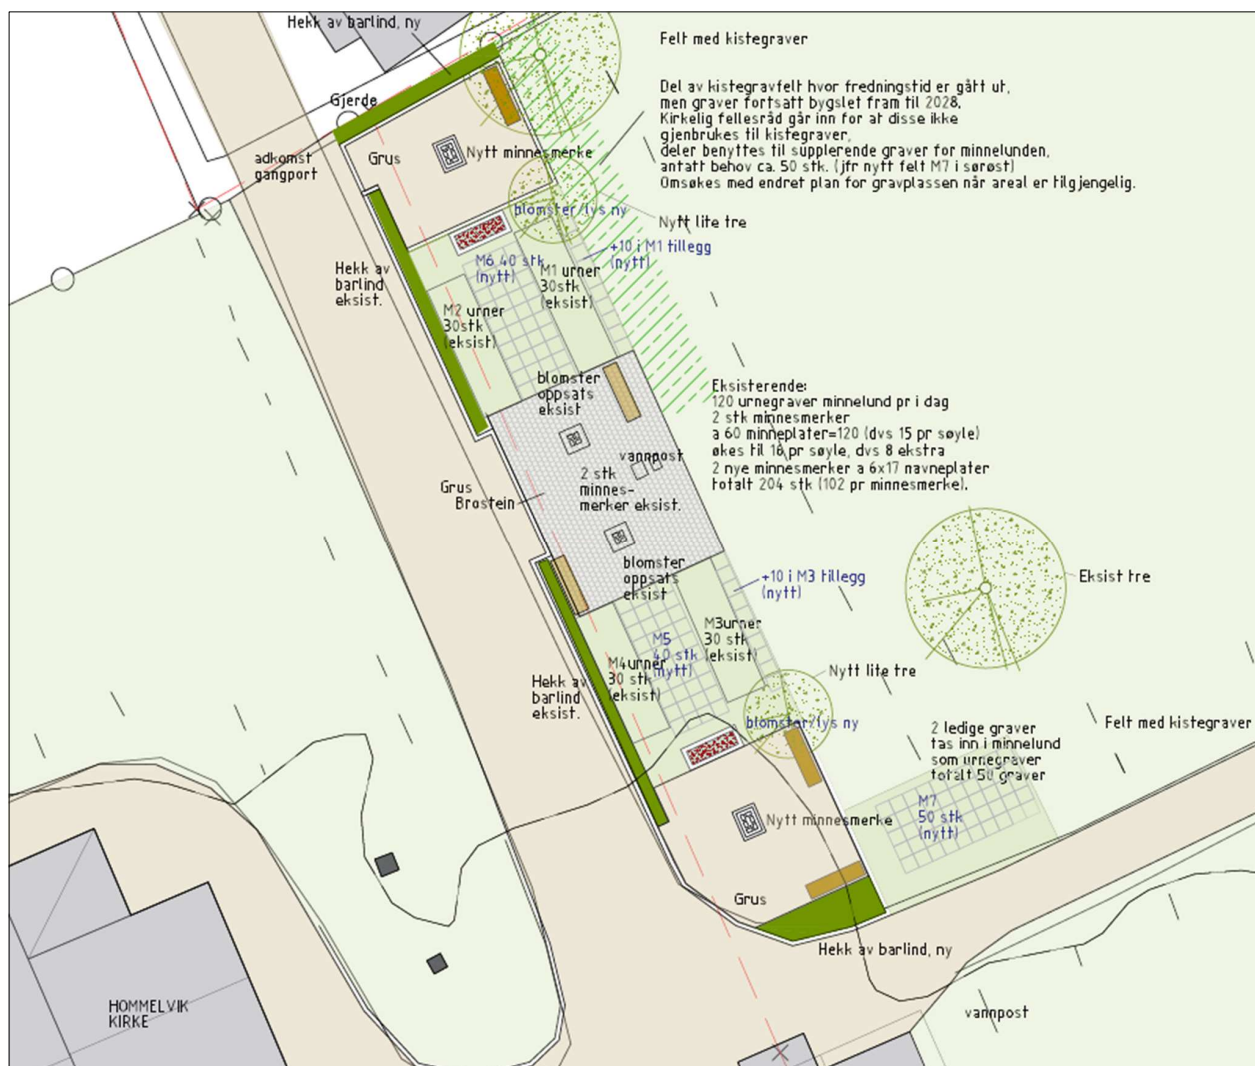 Hekk av barlind, ny
Felt med kistegraver
Del av kistegravfelt hvor fredningstid er gått ut,
men graver fortsatt bygslet fram til 2028.
Kirkelig fellesråd går inn for at disse ikke
gjenbrukes til kistegraver,
deler benyttes til supplerende graver for minnelunden,
antatt behov ca. 50 stk. (jfr nytt felt M7 i sørøst)
Omsøkes med endret plan for gravplassen når areal er tilgjengelig.
Gjerde
adkomst
gangport
Grus
Nytt minnesmerke
blomster/lys ny
Nytt lite tre
+10 i M1 tillegg
(nytt)
Hekk av
barlind
eksist.
M6 40 stk
(nytt)
M1 urner
30stk
(eksist)
M2 urner
30stk
(eksist)
blomster
oppsats
eksist
Eksisterende:
120 urnegraver minnelund pr i dag
2 stk minnesmerker
a 60 minneplater=120 (dvs 15 pr søyle)
økes til 16 pr søyle, dvs 8 ekstra
2 nye minnesmerker a 6x17 navneplater
totalt 204 stk (102 pr minnesmerke).
vannpost
2 stk
minnes-
merker eksist.
Grus
Brostein
blomster
oppsats
eksist
+10 i M3 tillegg
(nytt)
Eksist tre
M5
40 stk
(nytt)
M3urner
30 stk
(eksist)
M4urner
30 stk
(eksist)
Hekk av
barlind
eksist.
Nytt lite tre
blomster/lys ny
2 ledige graver
tas inn i minnelund
som urnegraver
totalt 50 graver
Felt med kistegraver
M7
50 stk
(nytt)
Nytt minnesmerke
Grus
Hekk av barlind, ny
HOMMELVIK
KIRKE
vannpost